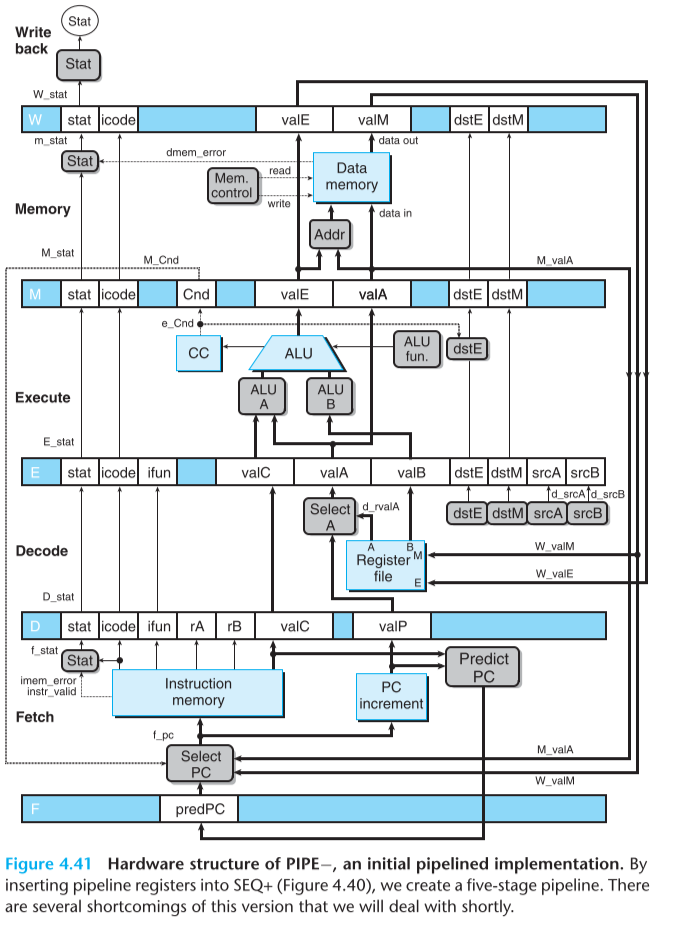 Stat
Write
back
Stat
W_stat
W stat icode valE valM dstE dstM
m_stat
data out
dmem_error
Stat
Mem.
control
read
write
Data
memory
Memory
data in
Addr
M_stat
M_Cnd
M_valA
M stat icode Cnd valE valA dstE dstM
e_Cnd
CC
ALU
ALU
fun.
dstE
ALU
A
ALU
B
Execute
E_stat
E stat icode ifun valC valA valB dstE dstM srcA srcB
d_srcA d_srcB
Select
A
d_rvalA
dstE dstM srcA srcB
A B
M
Register
file
E
W_valM
W_valE
Decode
D_stat
D stat icode ifun rA rB valC valP
f_stat
Stat
imem_error
instr_valid
Instruction
memory
PC
increment
Predict
PC
Fetch
f_pc
Select
PC
M_valA
W_valM
F predPC
Figure 4.41 Hardware structure of PIPE−, an initial pipelined implementation. By
inserting pipeline registers into SEQ+ (Figure 4.40), we create a five-stage pipeline. There
are several shortcomings of this version that we will deal with shortly.